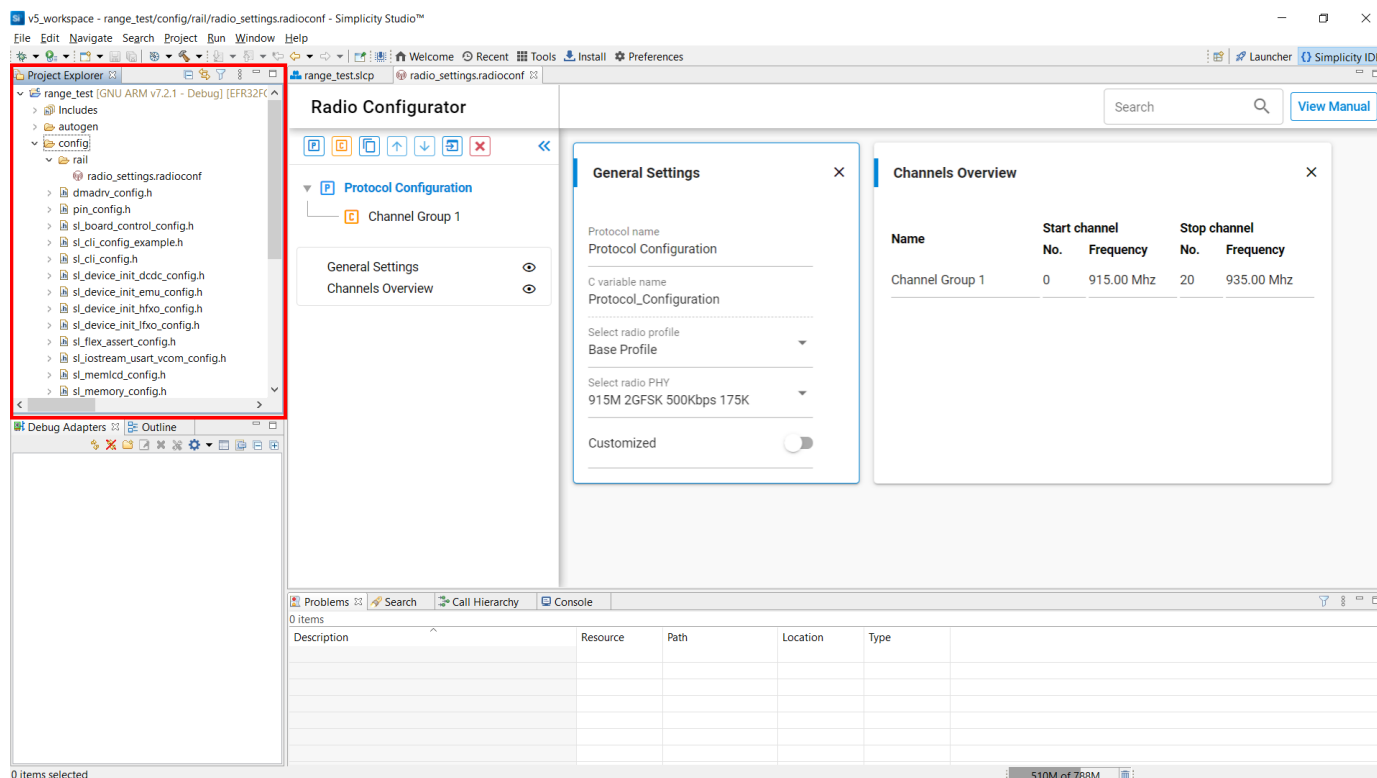 v5_workspace - range_test/config/rail/radio_settings.radioconf - Simplicity Studio™
File Edit Navigate Search Project Run Window Help
Welcome Recent Tools Install Preferences
Launcher {} Simplicity ID
Project Explorer
range_test.slcp
radio_settings.radioconf
range_test [GNU ARM v7.2.1 - Debug] [EFR32F
Includes
autogen
config
rail
radio_settings.radioconf
dmadrv_config.h
pin_config.h
sl_board_control_config.h
sl_cli_config_example.h
sl_cli_config.h
sl_device_init_dcdc_config.h
sl_device_init_emu_config.h
sl_device_init_hfxo_config.h
sl_device_init_lfxo_config.h
sl_flex_assert_config.h
sl_iostream_usart_vcom_config.h
sl_memlcd_config.h
sl_memory_config.h
Debug Adapters
Outline
Radio Configurator
Search
View Manual
P C
P Protocol Configuration
C Channel Group 1
General Settings
Channels Overview
General Settings
Protocol name
Protocol Configuration
C variable name
Protocol_Configuration
Select radio profile
Base Profile
Select radio PHY
915M 2GFSK 500Kbps 175K
Customized
Channels Overview
Start channel Stop channel
Name No. Frequency No. Frequency
Channel Group 1 0 915.00 Mhz 20 935.00 Mhz
Problems Search Call Hierarchy Console
0 items
Description Resource Path Location Type
0 items selected
510M of 788M